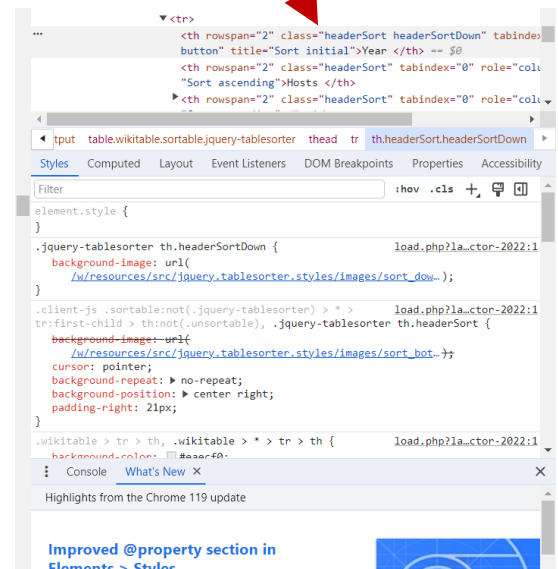 ▼<tr>
··· <th rowspan="2" class="headerSort headerSortDown" tabindex
button" title="Sort initial">Year </th> == $0
<th rowspan="2" class="headerSort" tabindex="0" role="colu
"Sort ascending">Hosts </th>
▶<th rowspan="2" class="headerSort" tabindex="0" role="colu
tput table.wikitable.sortable.jquery-tablesorter thead tr th.headerSort.headerSortDown
Styles Computed Layout Event Listeners DOM Breakpoints Properties Accessibility
Filter :hov .cls +
element.style {
}
.jquery-tablesorter th.headerSortDown { load.php?la…ctor-2022:1
background-image: url(
/w/resources/src/jquery.tablesorter.styles/images/sort_dow… );
}
.client-js .sortable:not(.jquery-tablesorter) > * > load.php?la…ctor-2022:1
tr:first-child > th:not(.unsortable), .jquery-tablesorter th.headerSort {
background-image: url(
/w/resources/src/jquery.tablesorter.styles/images/sort_bot… );
cursor: pointer;
background-repeat: ▶ no-repeat;
background-position: ▶ center right;
padding-right: 21px;
}
.wikitable > tr > th, .wikitable > * > tr > th { load.php?la…ctor-2022:1
background-color: #eaecf0;
Console What's New ×
Highlights from the Chrome 119 update
Improved @property section in
Elements > Styles